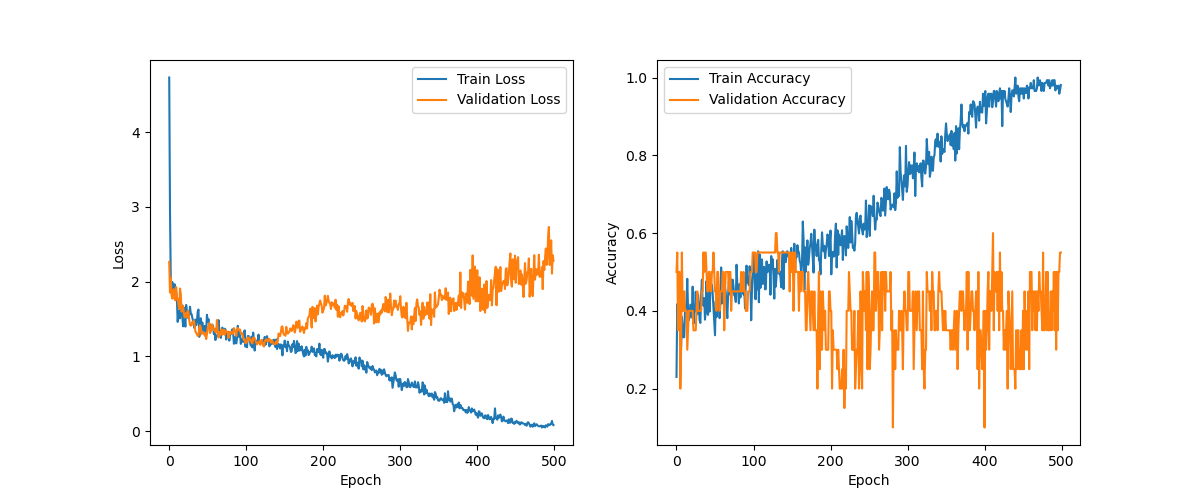 Train Loss
Validation Loss
4
3
2
1
0
Loss
0 100 200 300 400 500
Epoch
Train Accuracy
Validation Accuracy
1.0
0.8
0.6
0.4
0.2
Accuracy
0 100 200 300 400 500
Epoch